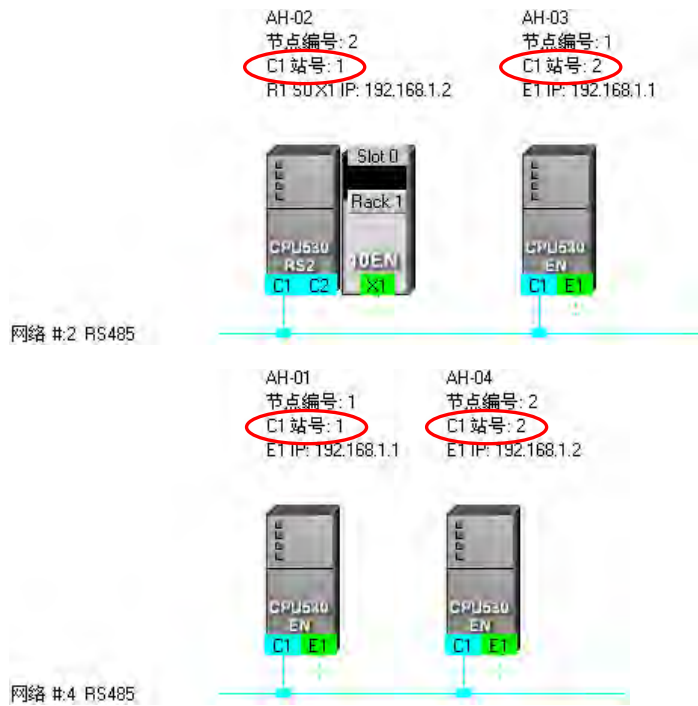 AH-02
节点编号: 2
C1 站号: 1
R1 S0 X1 IP: 192.168.1.2
AH-03
节点编号: 1
C1 站号: 2
E1 IP: 192.168.1.1
Slot 0
Rack 1
CPU530
RS2
10EN
C1 C2
X1
CPU530
EN
C1 E1
网络 #:2 RS485
AH-01
节点编号: 1
C1 站号: 1
E1 IP: 192.168.1.1
AH-04
节点编号: 2
C1 站号: 2
E1 IP: 192.168.1.2
CPU530
EN
C1 E1
CPU530
EN
C1 E1
网络 #:4 RS485